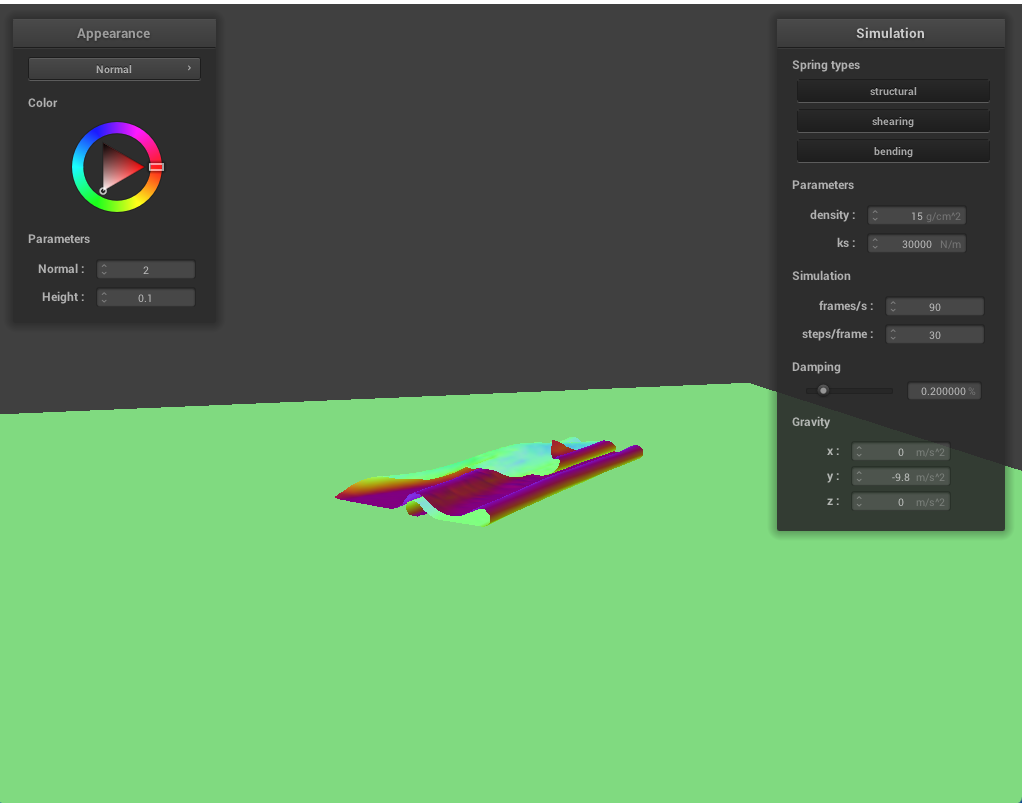 Appearance
Normal ›
Color
Parameters
Normal : 2
Height : 0.1
Simulation
Spring types
structural
shearing
bending
Parameters
density : 15 g/cm^2
ks : 30000 N/m
Simulation
frames/s : 90
steps/frame : 30
Damping
0.200000 %
Gravity
x : 0 m/s^2
y : -9.8 m/s^2
z : 0 m/s^2